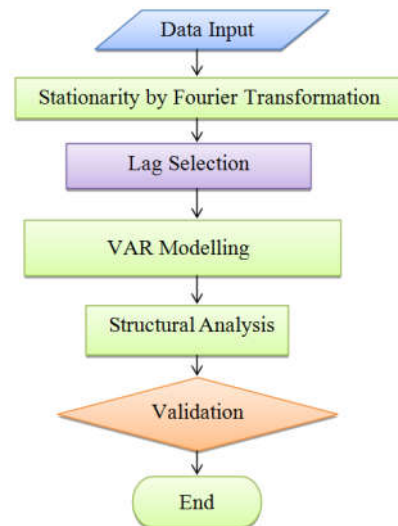 Data Input
Stationarity by Fourier Transformation
Lag Selection
VAR Modelling
Structural Analysis
Validation
End